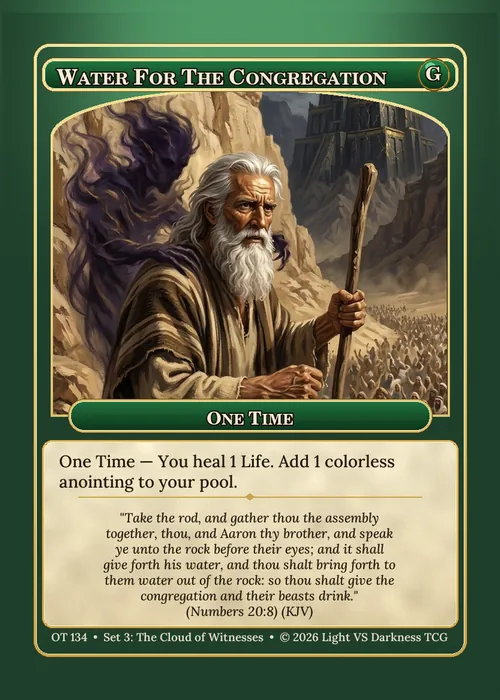 WATER FOR THE CONGREGATION
G
ONE TIME
One Time — You heal 1 Life. Add 1 colorless
anointing to your pool.
"Take the rod, and gather thou the assembly
together, thou, and Aaron thy brother, and speak
ye unto the rock before their eyes; and it shall
give forth his water, and thou shalt bring forth to
them water out of the rock: so thou shalt give the
congregation and their beasts drink."
(Numbers 20:8) (KJV)
OT 134 • Set 3: The Cloud of Witnesses • © 2026 Light VS Darkness TCG